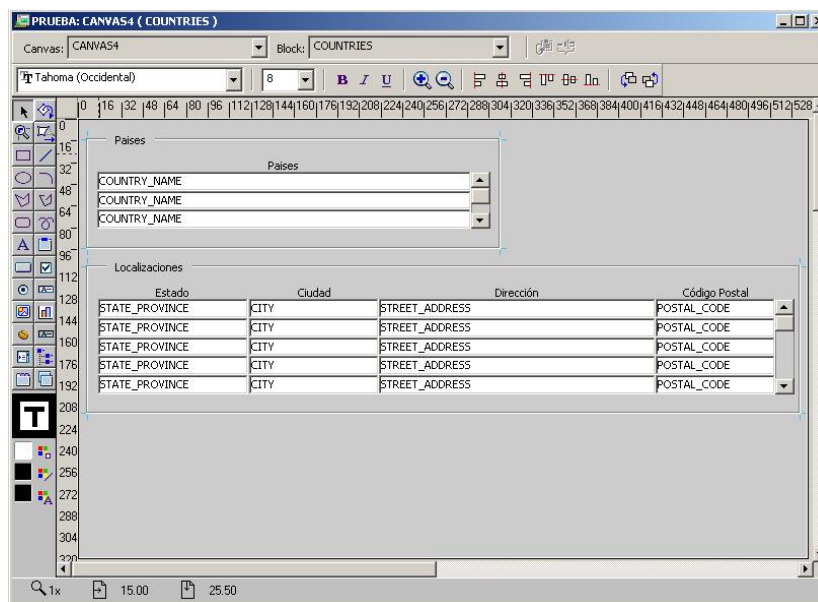 PRUEBA: CANVAS4 ( COUNTRIES )
Canvas: CANVAS4 Block: COUNTRIES
Tahoma (Occidental) 8 B I U
0 16 32 48 64 80 96 112 128 144 160 176 192 208 224 240 256 272 288 304 320 336 352 368 384 400 416 432 448 464 480 496 512 528
0
16
32
48
64
80
96
112
128
144
160
176
192
208
224
240
256
272
288
304
320
Paises
Paises
COUNTRY_NAME
COUNTRY_NAME
COUNTRY_NAME
Localizaciones
Estado Ciudad Dirección Código Postal
STATE_PROVINCE CITY STREET_ADDRESS POSTAL_CODE
STATE_PROVINCE CITY STREET_ADDRESS POSTAL_CODE
STATE_PROVINCE CITY STREET_ADDRESS POSTAL_CODE
STATE_PROVINCE CITY STREET_ADDRESS POSTAL_CODE
STATE_PROVINCE CITY STREET_ADDRESS POSTAL_CODE
1x 15.00 25.50